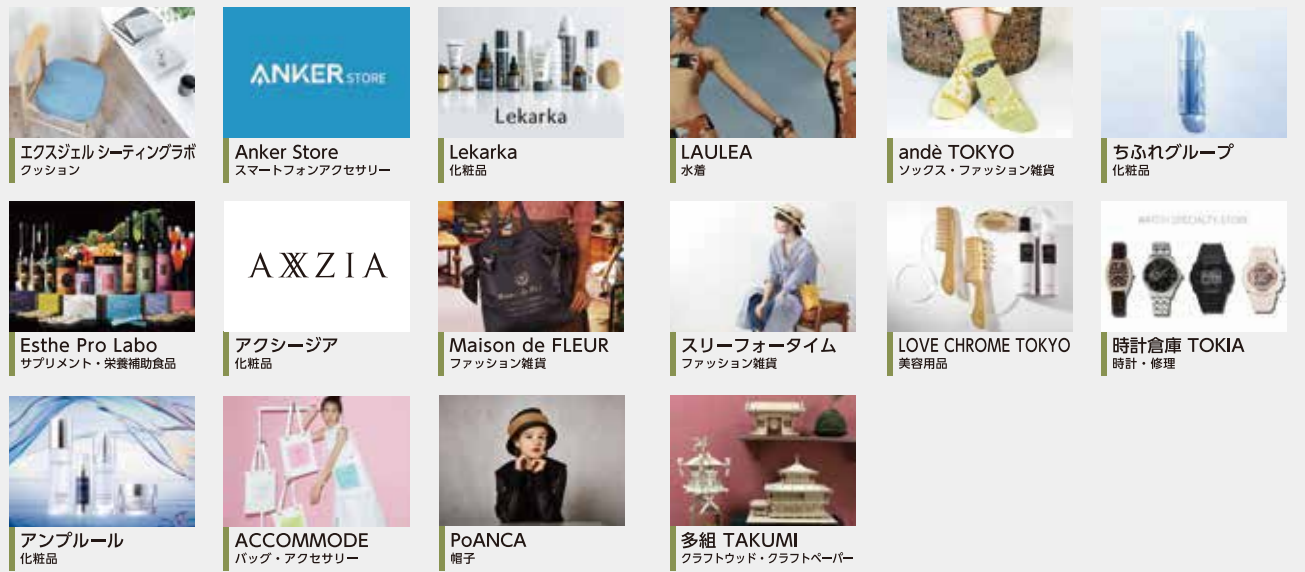 ANKER STORE
Lekarka
エクスジェル シーティングラボ
クッション
Anker Store
スマートフォンアクセサリー
Lekarka
化粧品
LAULEA
水着
andè TOKYO
ソックス・ファッション雑貨
ちふれグループ
化粧品
AXXZIA
WATCH SPECIALTY STORE
Esthe Pro Labo
サプリメント・栄養補助食品
アクシージア
化粧品
Maison de FLEUR
ファッション雑貨
スリーフォータイム
ファッション雑貨
LOVE CHROME TOKYO
美容用品
時計倉庫 TOKIA
時計・修理
アンプルール
化粧品
ACCOMMODE
バッグ・アクセサリー
PoANCA
帽子
多組 TAKUMI
クラフトウッド・クラフトペーパー